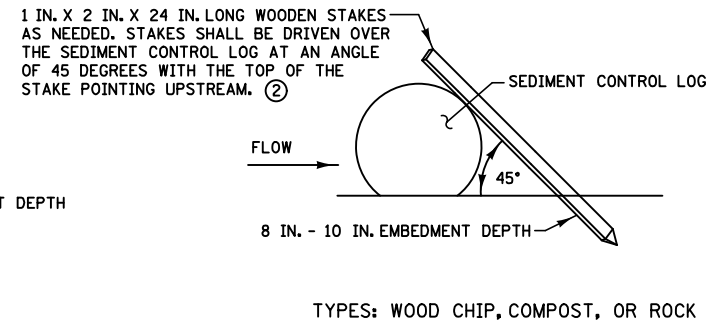 1 IN. X 2 IN. X 24 IN. LONG WOODEN STAKES
AS NEEDED. STAKES SHALL BE DRIVEN OVER
THE SEDIMENT CONTROL LOG AT AN ANGLE
OF 45 DEGREES WITH THE TOP OF THE
STAKE POINTING UPSTREAM. ②
SEDIMENT CONTROL LOG
FLOW
45°
T DEPTH
8 IN. - 10 IN. EMBEDMENT DEPTH
TYPES: WOOD CHIP, COMPOST, OR ROCK